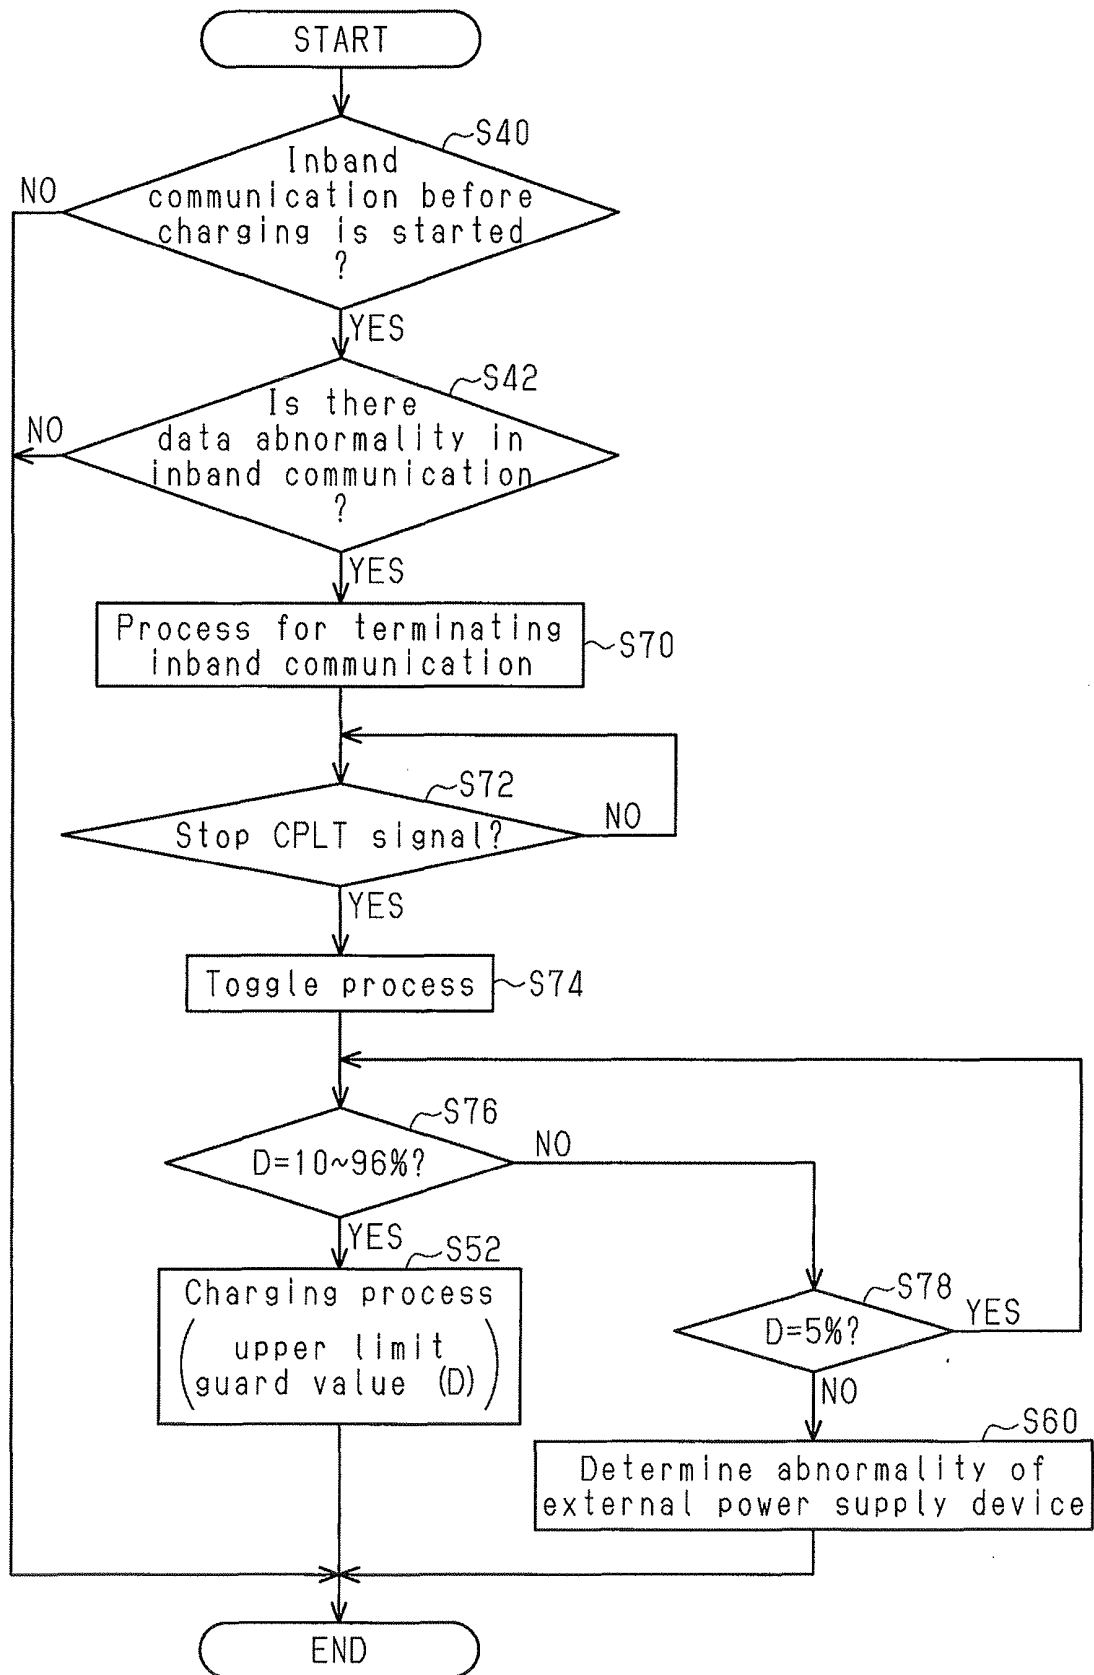 START
S40
Inband
communication before
charging is started
?
NO
YES
S42
Is there
data abnormality in
inband communication
?
NO
YES
Process for terminating
inband communication
S70
S72
Stop CPLT signal?
NO
YES
Toggle process
S74
S76
D=10~96%?
NO
YES
S52
Charging process
(upper limit
guard value (D))
S78
D=5%?
YES
NO
S60
Determine abnormality of
external power supply device
END